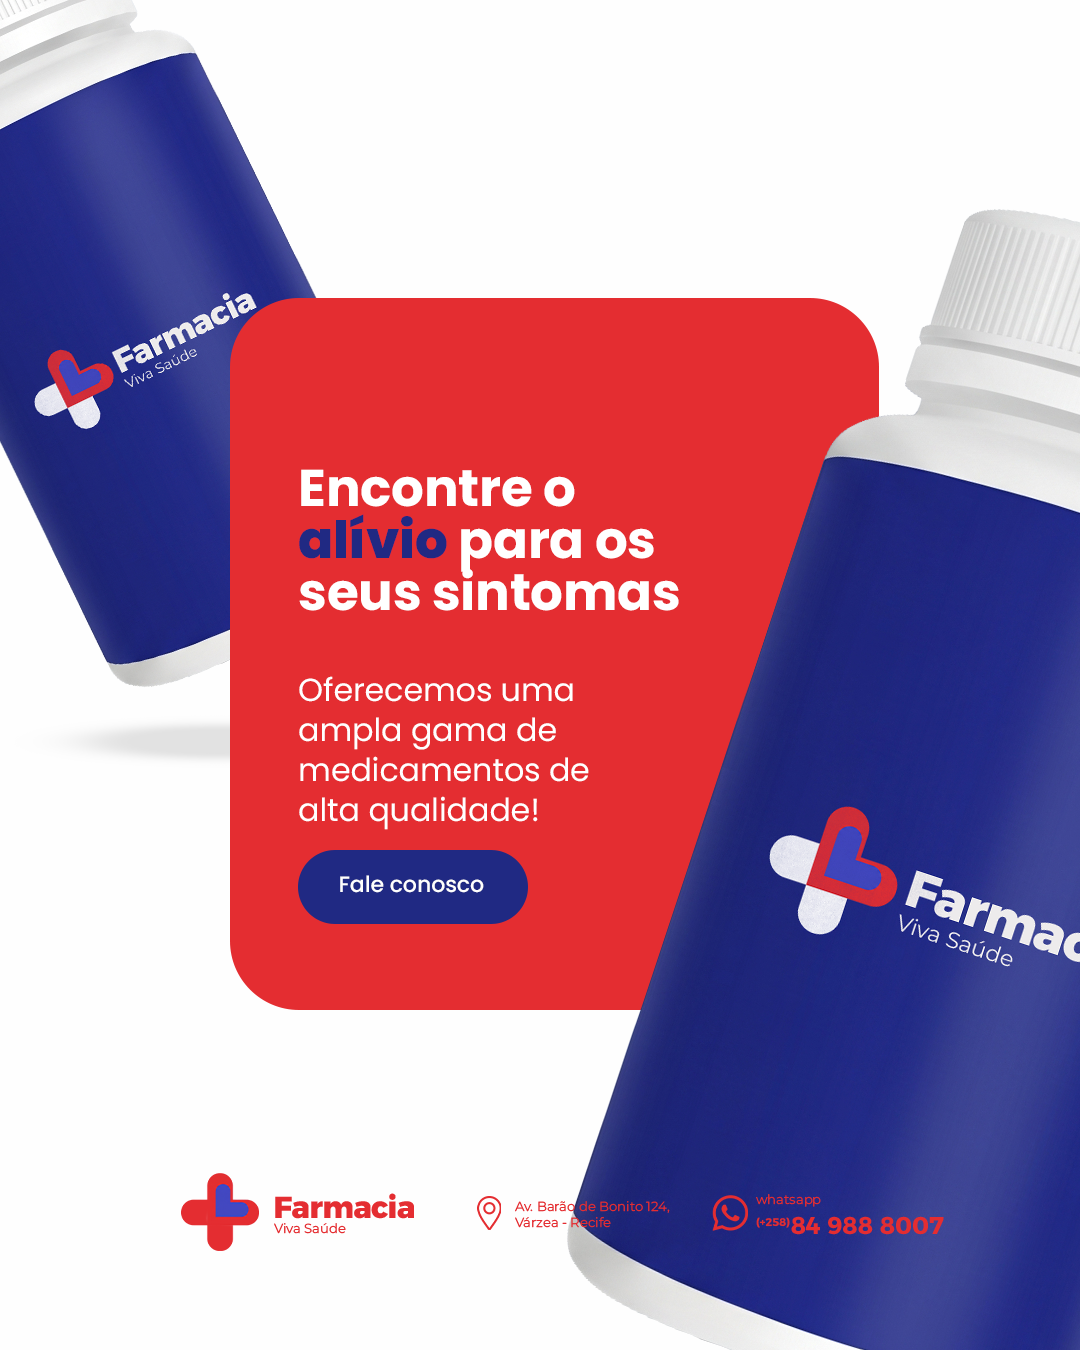 Farmacia
Viva Saúde
Encontre o
alívio para os
seus sintomas
Oferecemos uma
ampla gama de
medicamentos de
alta qualidade!
Fale conosco
Farmac
Viva Saúde
Farmacia
Viva Saúde
Av. Barão de Bonito 124,
Várzea - Recife
whatsapp
(+258) 84 988 8007